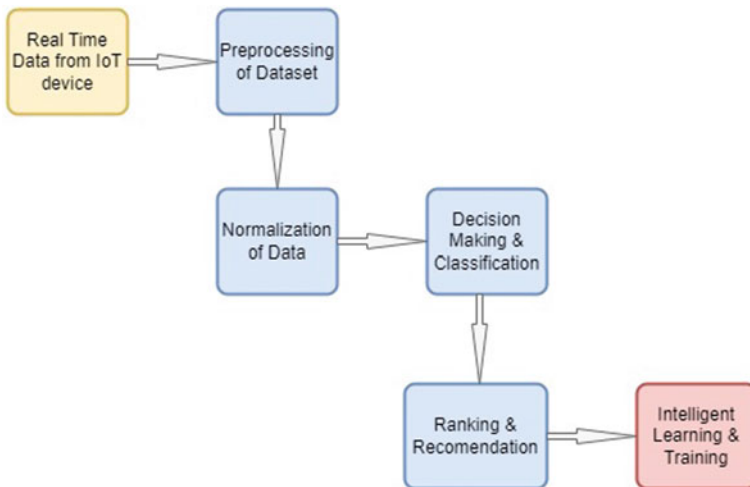 Real Time
Data from IoT
device
Preprocessing
of Dataset
Normalization
of Data
Decision
Making &
Classification
Ranking &
Recomendation
Intelligent
Learning &
Training